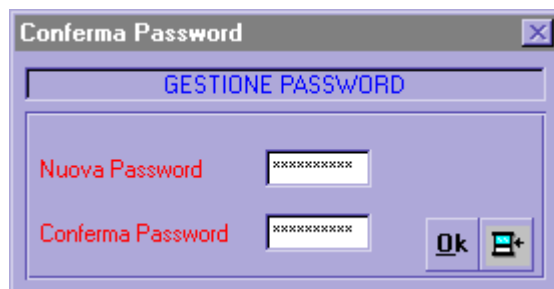 Conferma Password
GESTIONE PASSWORD
Nuova Password **********
Conferma Password **********
Ok